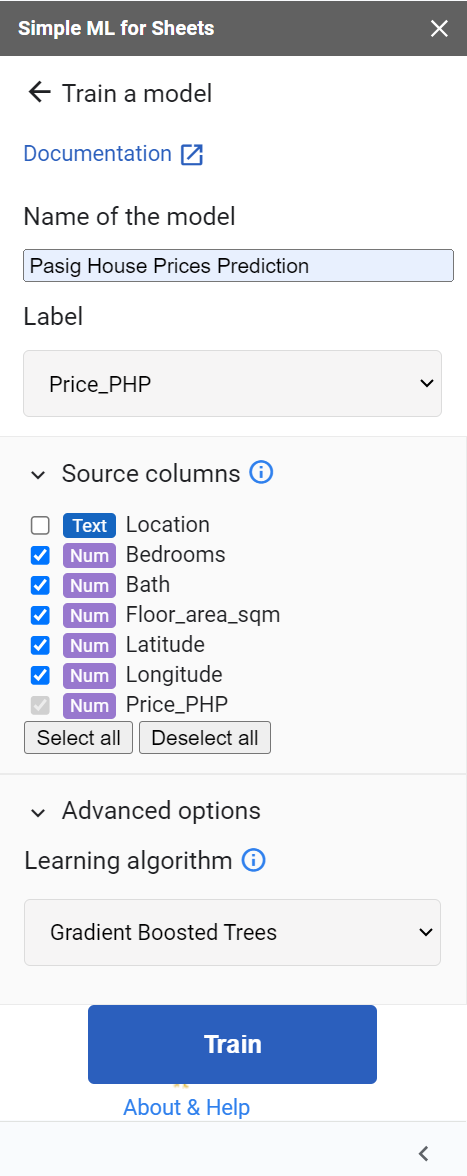 Simple ML for Sheets
Train a model
Documentation
Name of the model
Pasig House Prices Prediction
Label
Price_PHP
Source columns
Text Location
Num Bedrooms
Num Bath
Num Floor_area_sqm
Num Latitude
Num Longitude
Num Price_PHP
Select all Deselect all
Advanced options
Learning algorithm
Gradient Boosted Trees
Train
About & Help